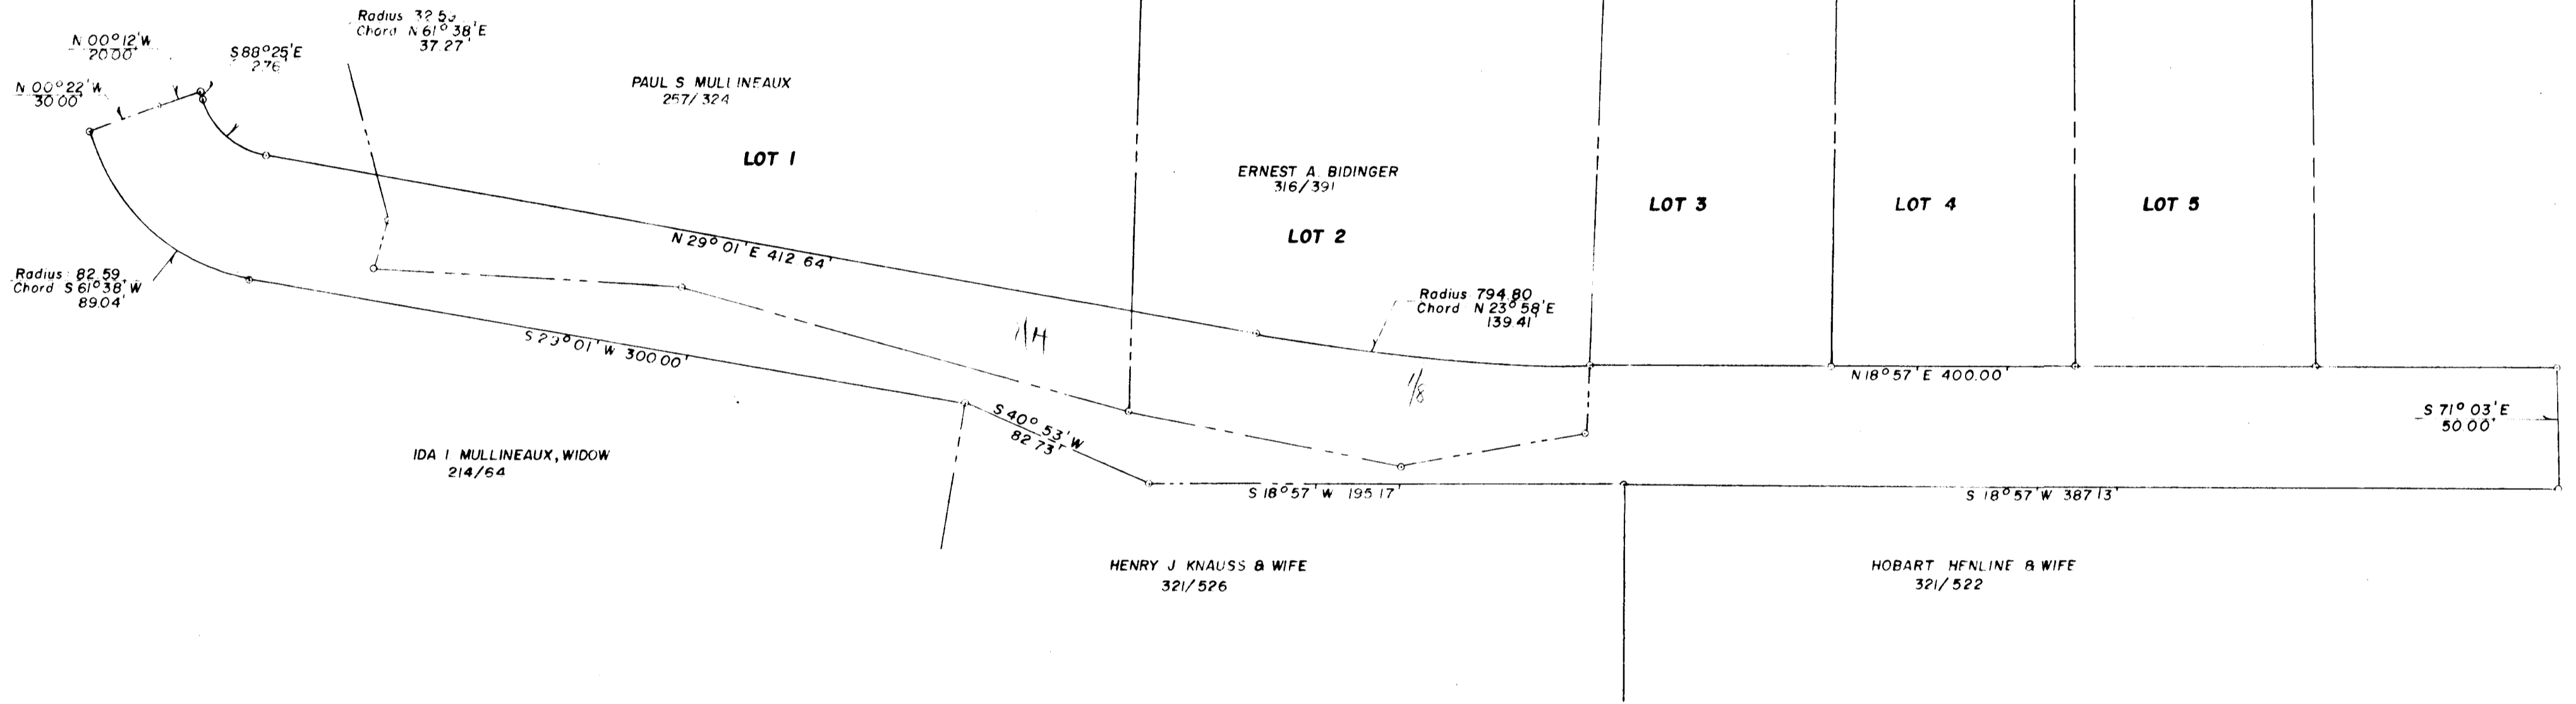 N 00°12'W
20.00'
S88°25'E
2.76'
N 00°22'W
30.00'
Radius 32.59
Chord N 61°38'E
37.27'
PAUL S MULLINEAUX
257/324
LOT 1
ERNEST A. BIDINGER
316/391
LOT 2
LOT 3
LOT 4
LOT 5
N 29° 01' E 412.64'
Radius: 82.59
Chord S 61°38' W
89.04'
Radius 794.80
Chord N 23°58'E
139.41'
S 29°01' W 300.00'
1/8
N 18°57' E 400.00'
S 71° 03' E
50.00'
S 40° 53' W
82.73'
IDA I MULLINEAUX, WIDOW
214/64
S 18°57' W 195.17'
S 18°57' W 387.13'
HENRY J KNAUSS & WIFE
321/526
HOBART HENLINE & WIFE
321/522